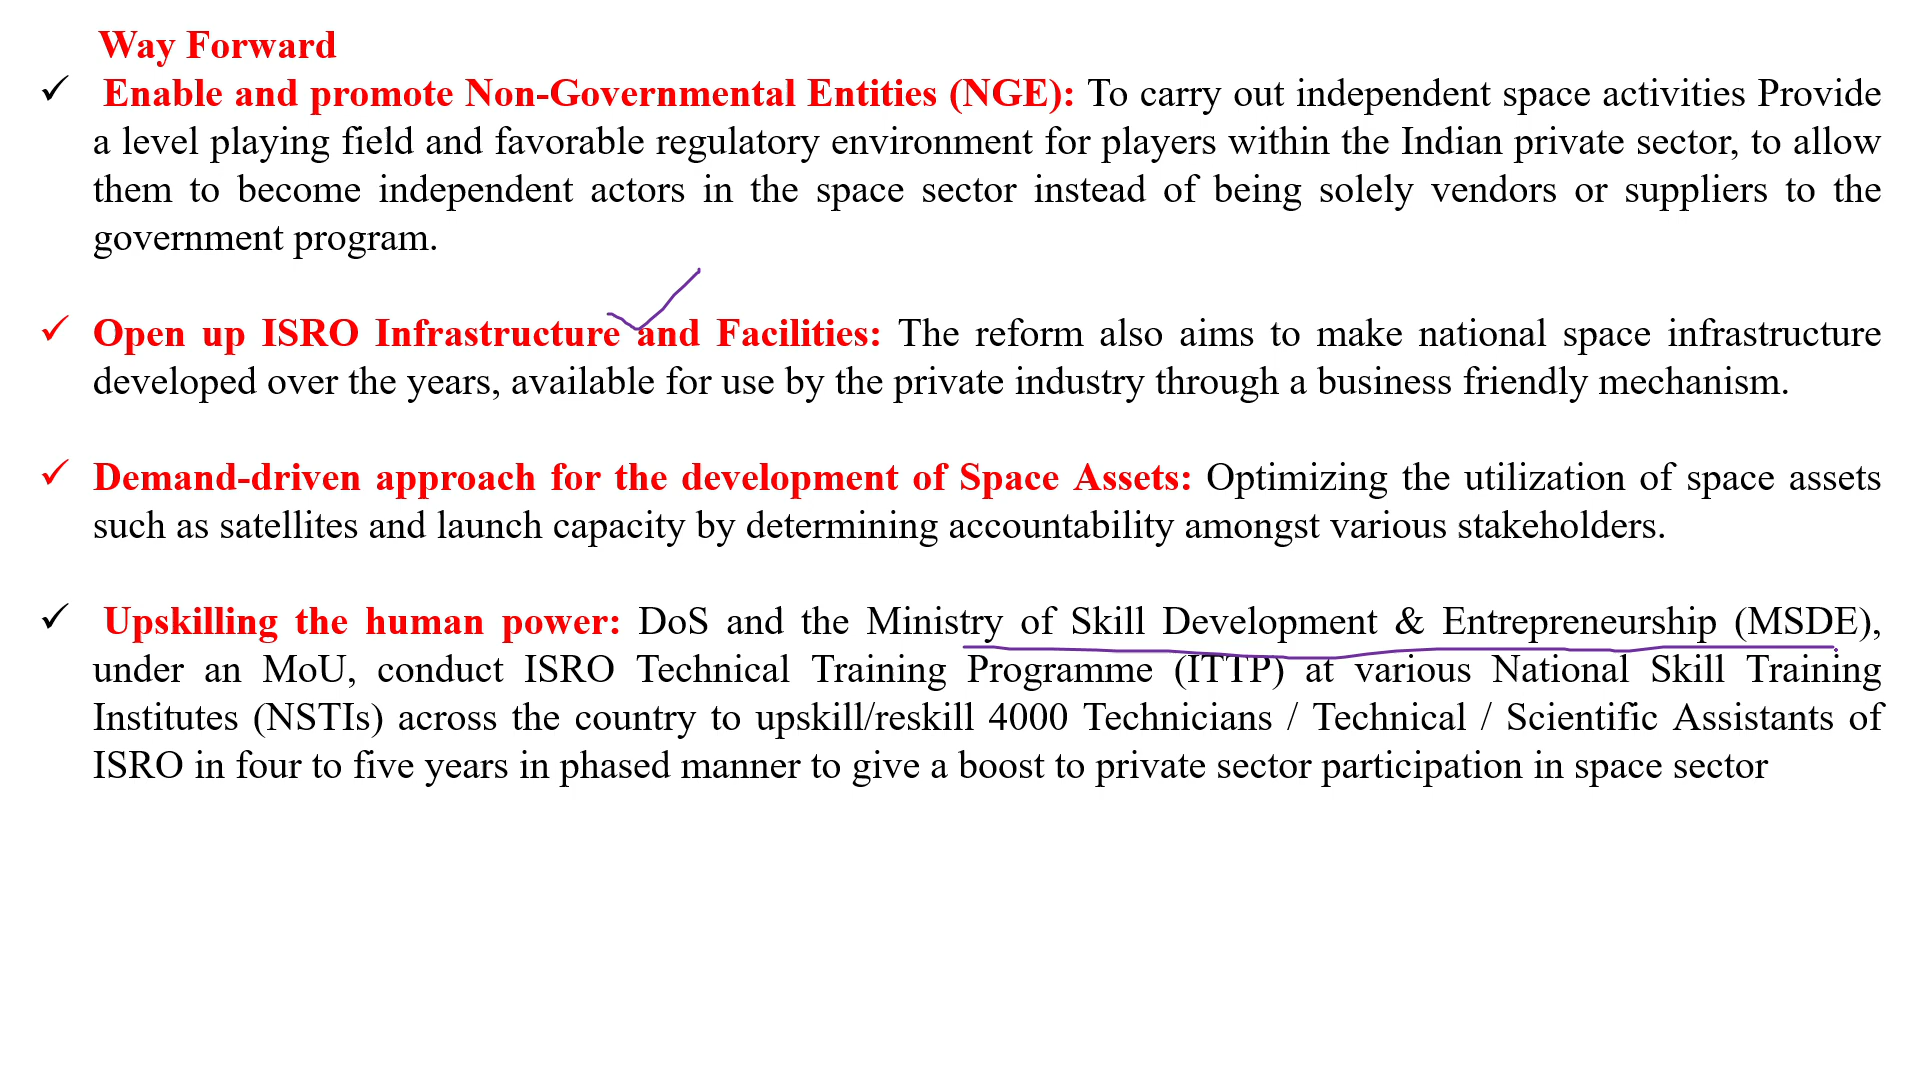 Way Forward
✓ Enable and promote Non-Governmental Entities (NGE): To carry out independent space activities Provide
a level playing field and favorable regulatory environment for players within the Indian private sector, to allow
them to become independent actors in the space sector instead of being solely vendors or suppliers to the
government program.
✓ Open up ISRO Infrastructure and Facilities: The reform also aims to make national space infrastructure
developed over the years, available for use by the private industry through a business friendly mechanism.
✓ Demand-driven approach for the development of Space Assets: Optimizing the utilization of space assets
such as satellites and launch capacity by determining accountability amongst various stakeholders.
✓ Upskilling the human power: DoS and the Ministry of Skill Development & Entrepreneurship (MSDE),
under an MoU, conduct ISRO Technical Training Programme (ITTP) at various National Skill Training
Institutes (NSTIs) across the country to upskill/reskill 4000 Technicians / Technical / Scientific Assistants of
ISRO in four to five years in phased manner to give a boost to private sector participation in space sector